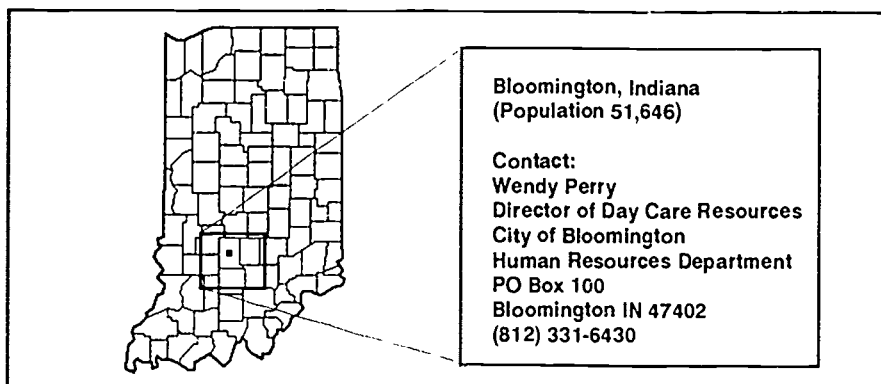 Bloomington, Indiana
(Population 51,646)
Contact:
Wendy Perry
Director of Day Care Resources
City of Bloomington
Human Resources Department
PO Box 100
Bloomington IN 47402
(812) 331-6430